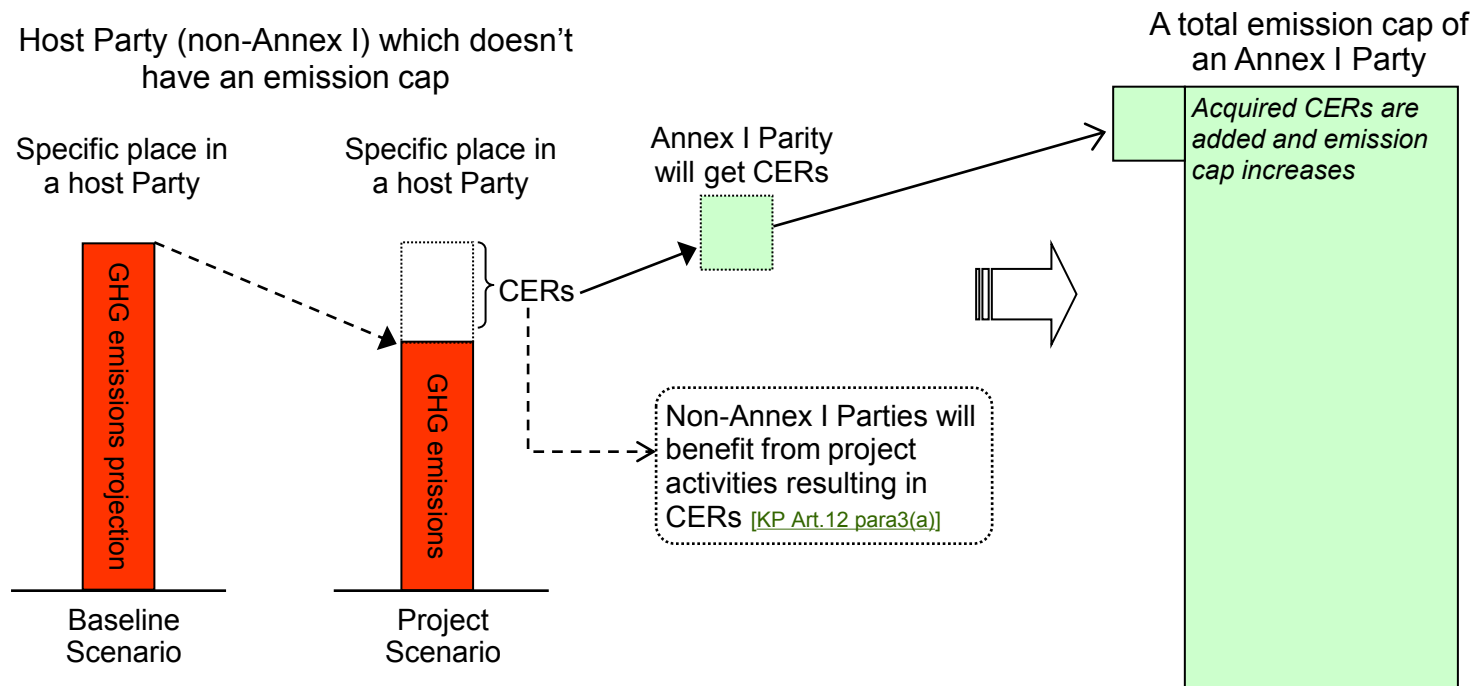 Host Party (non-Annex I) which doesn't
have an emission cap
A total emission cap of
an Annex I Party
Specific place in
a host Party
Specific place in
a host Party
Annex I Parity
will get CERs
Acquired CERs are
added and emission
cap increases
GHG emissions projection
GHG emissions
CERs
Non-Annex I Parties will
benefit from project
activities resulting in
CERs [KP Art.12 para3(a)]
Baseline
Scenario
Project
Scenario